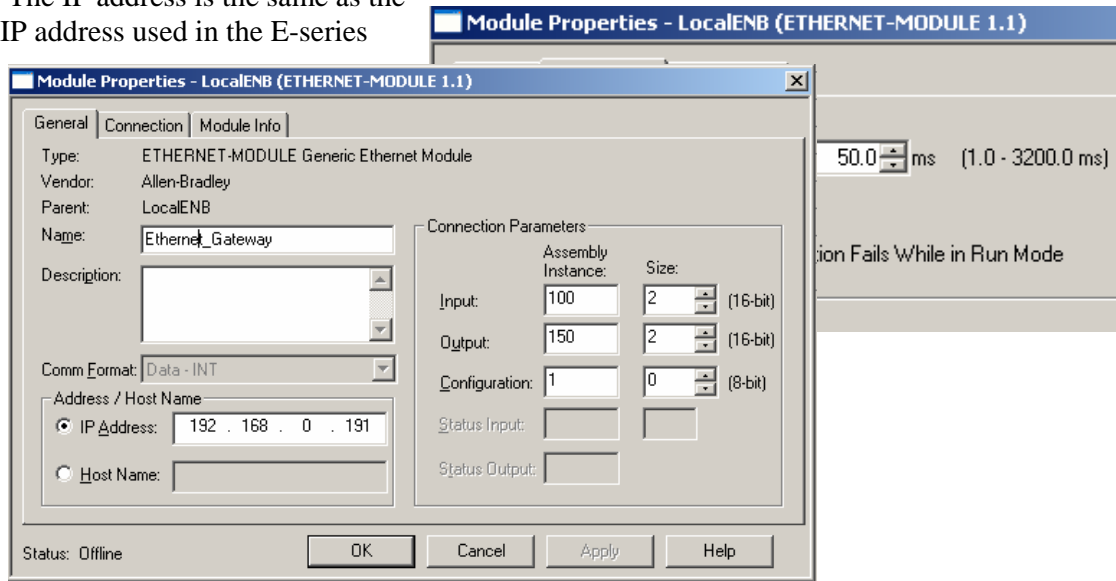 The IP address is the same as the
IP address used in the E-series
Module Properties - LocalENB (ETHERNET-MODULE 1.1)
50.0 ms (1.0 - 3200.0 ms)
ion Fails While in Run Mode
Module Properties - LocalENB (ETHERNET-MODULE 1.1)
General Connection Module Info
Type: ETHERNET-MODULE Generic Ethernet Module
Vendor: Allen-Bradley
Parent: LocalENB
Name: Ethernet_Gateway
Description:
Comm Format: Data - INT
Address / Host Name
IP Address: 192 . 168 . 0 . 191
Host Name:
Connection Parameters
Assembly
Instance: Size:
Input: 100 2 (16-bit)
Output: 150 2 (16-bit)
Configuration: 1 0 (8-bit)
Status Input:
Status Output:
Status: Offline OK Cancel Apply Help